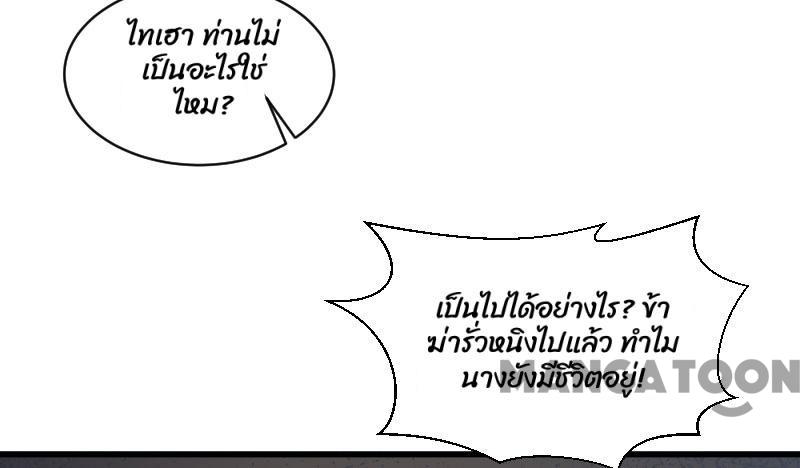 ไทเฮา ท่านไม่
เป็นอะไรใช่
ไหม?
เป็นไปได้อย่างไร? ข้า
ฆ่ารั่วหนิงไปแล้ว ทำไม
นางยังมีชีวิตอยู่!
MANGATOON